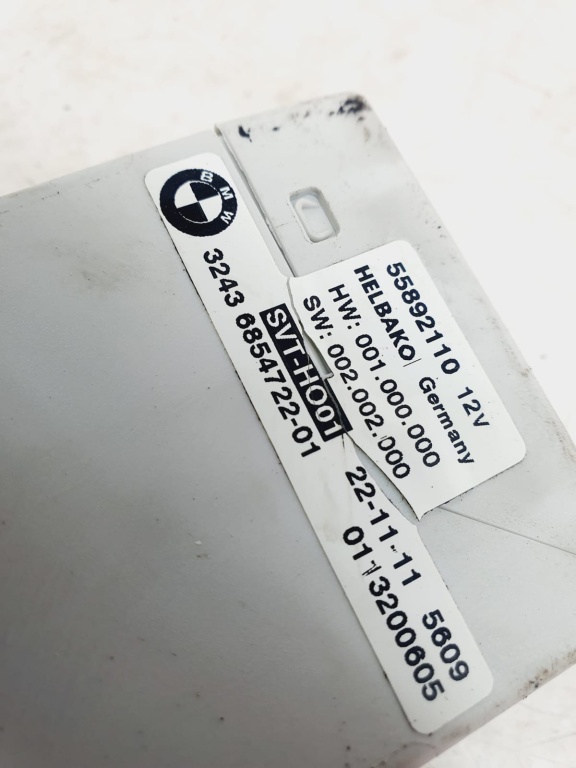 BMW
55892110 12V
HELBAKO Germany
HW: 001.000.000
SW: 002.002.000
SVT-HO01 22-11-11 5609
3243 6854722-01 01 3200605